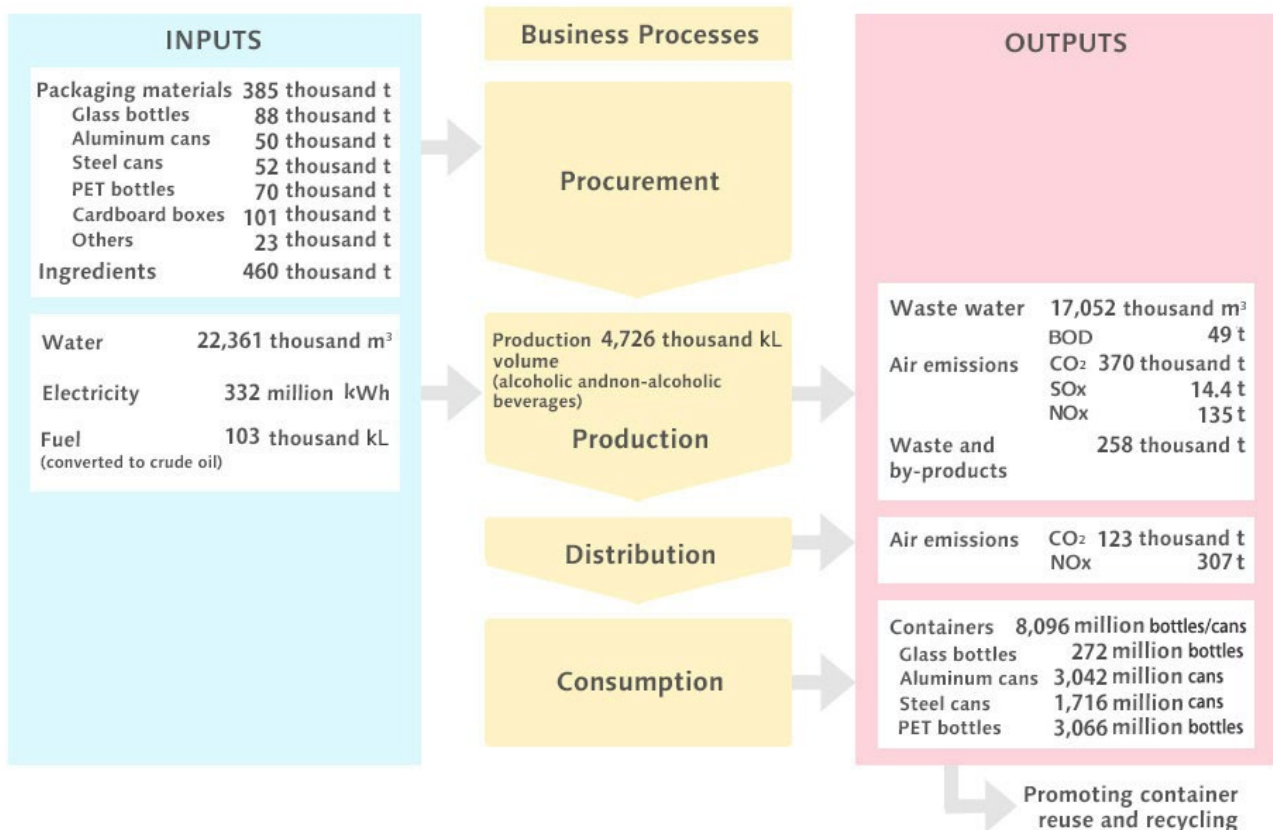 INPUTS
Packaging materials 385 thousand t
Glass bottles 88 thousand t
Aluminum cans 50 thousand t
Steel cans 52 thousand t
PET bottles 70 thousand t
Cardboard boxes 101 thousand t
Others 23 thousand t
Ingredients 460 thousand t
Water 22,361 thousand m³
Electricity 332 million kWh
Fuel 103 thousand kL
(converted to crude oil)
Business Processes
Procurement
Production 4,726 thousand kL
volume
(alcoholic andnon-alcoholic
beverages)
Production
Distribution
Consumption
OUTPUTS
Waste water 17,052 thousand m³
BOD 49 t
Air emissions CO₂ 370 thousand t
SOx 14.4 t
NOx 135 t
Waste and 258 thousand t
by-products
Air emissions CO₂ 123 thousand t
NOx 307 t
Containers 8,096 million bottles/cans
Glass bottles 272 million bottles
Aluminum cans 3,042 million cans
Steel cans 1,716 million cans
PET bottles 3,066 million bottles
Promoting container
reuse and recycling